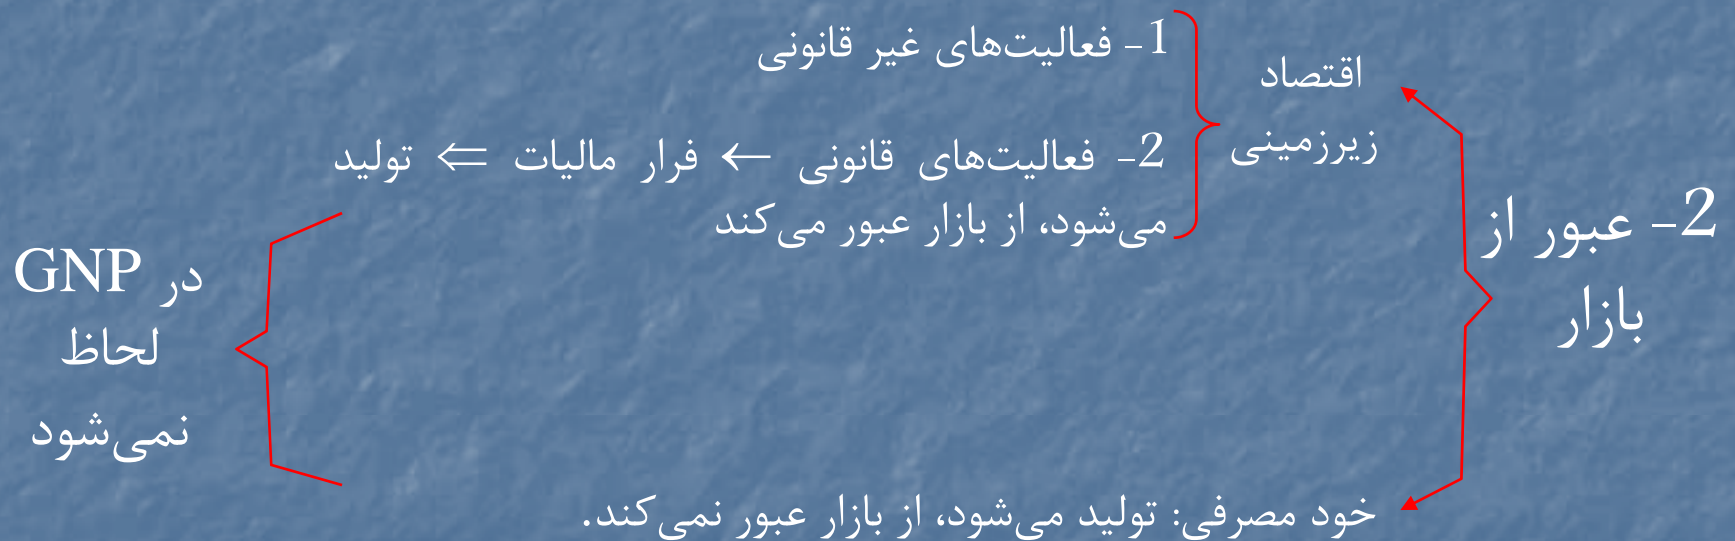 2- عبور از
بازار
اقتصاد
زیرزمینی
1- فعالیت‌های غیر قانونی
2- فعالیت‌های قانونی ← فرار مالیات ⇐ تولید
می‌شود، از بازار عبور می‌کند
خود مصرفی: تولید می‌شود، از بازار عبور نمی‌کند.
در GNP
لحاظ
نمی‌شود